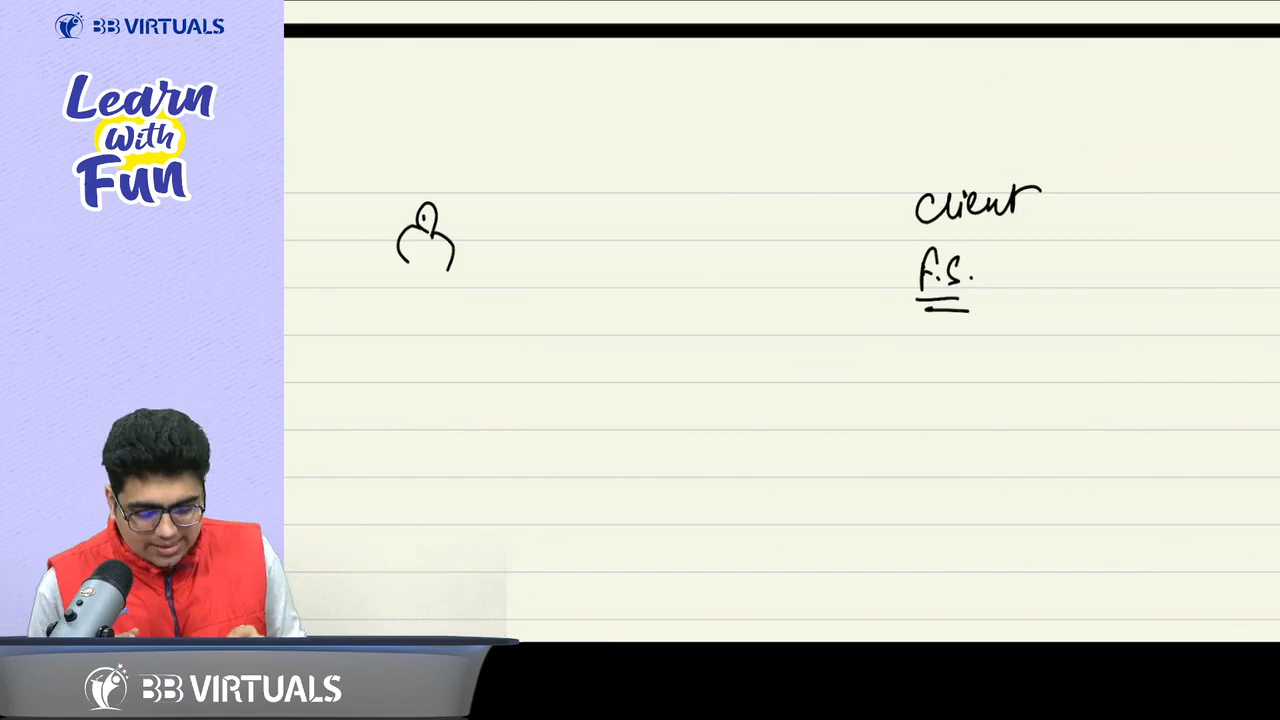 BB VIRTUALS
Learn
With
Fun
Client
F.S.
BB VIRTUALS